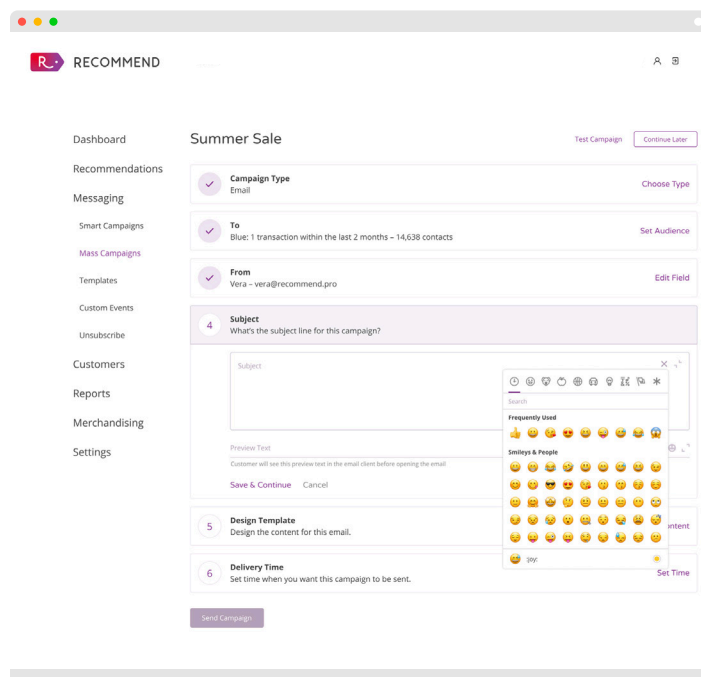 RECOMMEND
Dashboard
Recommendations
Messaging
Smart Campaigns
Mass Campaigns
Templates
Custom Events
Unsubscribe
Customers
Reports
Merchandising
Settings
Summer Sale
Test Campaign
Continue Later
Campaign Type
Email
Choose Type
To
Blue: 1 transaction within the last 2 months – 14,638 contacts
Set Audience
From
Vera – vera@recommend.pro
Edit Field
4
Subject
What's the subject line for this campaign?
Subject
Search
Frequently Used
Smileys & People
:joy:
Preview Text
Customer will see this preview text in the email client before opening the email
Save & Continue Cancel
5
Design Template
Design the content for this email.
ntent
6
Delivery Time
Set time when you want this campaign to be sent.
Set Time
Send Campaign